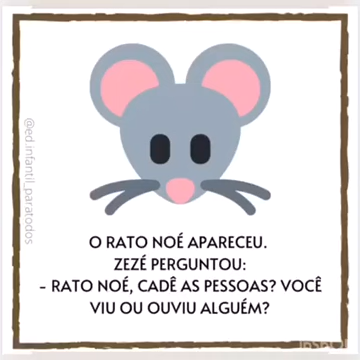 @ed.infantil_paratodos
O RATO NOÉ APARECEU.
ZEZÉ PERGUNTOU:
- RATO NOÉ, CADÊ AS PESSOAS? VOCÊ
VIU OU OUVIU ALGUÉM?